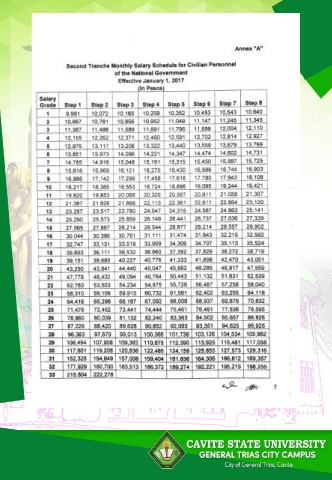 Annex "A"
Second Tranche Monthly Salary Schedule for Civilian Personnel
of the National Government
Effective January 1, 2017
(In Pesos)
Salary Grade Step 1 Step 2 Step 3 Step 4 Step 5 Step 6 Step 7 Step 8
1 9,981 10,072 10,165 10,258 10,352 10,453 10,543 10,640
2 10,667 10,761 10,856 10,952 11,049 11,147 11,245 11,345
3 11,387 11,488 11,589 11,691 11,795 11,899 12,004 12,110
4 12,155 12,262 12,371 12,480 12,591 12,702 12,814 12,927
5 12,975 13,117 13,206 13,322 13,440 13,559 13,679 13,799
6 13,851 13,973 14,096 14,221 14,347 14,474 14,602 14,731
7 14,785 14,916 15,048 15,181 15,315 15,450 15,587 15,725
8 15,818 15,969 16,121 16,275 16,430 16,586 16,744 16,903
9 16,986 17,142 17,299 17,458 17,618 17,780 17,943 18,108
10 18,217 18,385 18,553 18,724 18,896 19,095 19,244 19,421
11 19,620 19,853 20,088 20,326 20,567 20,811 21,058 21,307
12 21,387 21,626 21,868 22,113 22,361 22,611 22,864 23,120
13 23,257 23,517 23,780 24,047 24,315 24,587 24,863 25,141
14 25,290 25,573 25,859 26,149 26,441 26,737 27,036 27,339
15 27,565 27,887 28,214 28,544 28,877 29,214 29,557 29,902
16 30,044 30,396 30,751 31,111 31,474 31,843 32,215 32,592
17 32,747 33,131 33,518 33,909 34,306 34,707 35,113 35,524
18 35,693 36,111 36,532 36,960 37,392 37,829 38,272 38,719
19 39,151 39,685 40,227 40,776 41,333 41,898 42,470 43,051
20 43,250 43,841 44,440 45,047 45,662 46,285 46,917 47,559
21 47,779 48,432 49,094 49,764 50,443 51,132 51,831 52,539
22 52,783 53,503 54,234 54,975 55,726 56,487 57,258 58,040
23 58,310 59,106 59,913 60,732 61,561 62,402 63,255 64,118
24 64,416 65,296 66,187 67,092 68,008 68,937 69,878 70,832
25 71,476 72,452 73,441 74,444 75,461 76,491 77,536 78,595
26 78,960 80,039 81,132 82,240 83,363 84,502 85,657 86,825
27 87,229 88,420 89,628 90,852 92,093 93,351 94,625 95,925
28 96,363 97,679 99,013 100,366 101,736 103,126 104,534 105,962
29 106,454 107,908 109,382 110,875 112,390 113,925 115,481 117,058
30 117,601 119,208 120,836 122,486 124,159 125,855 127,573 129,316
31 152,325 154,649 157,008 159,404 161,836 164,305 166,812 169,357
32 177,929 180,700 183,513 186,372 189,274 192,221 195,215 198,255
33 215,804 222,278
7
CAVITE STATE UNIVERSITY
GENERAL TRIAS CITY CAMPUS
City of General Trias, Cavite